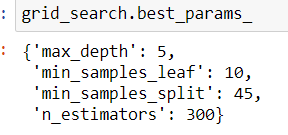 : grid_search.best_params_
: {'max_depth': 5,
'min_samples_leaf': 10,
'min_samples_split': 45,
'n_estimators': 300}